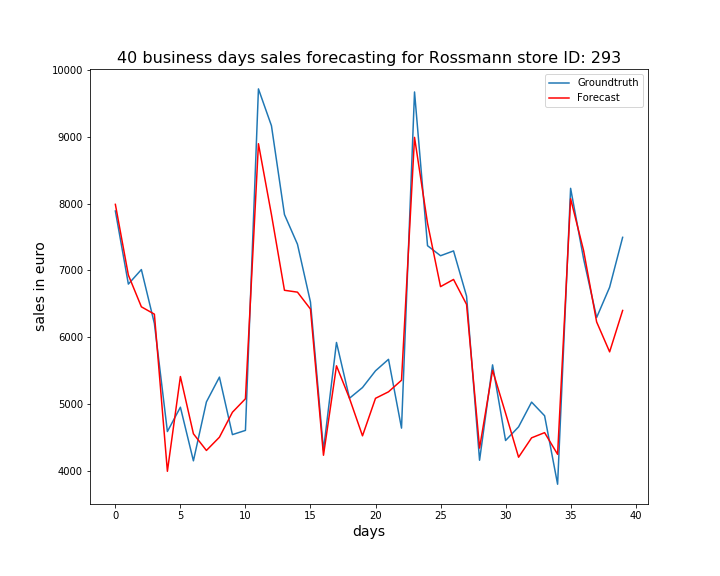 40 business days sales forecasting for Rossmann store ID: 293
Groundtruth
Forecast
10000
9000
8000
7000
6000
5000
4000
sales in euro
0 5 10 15 20 25 30 35 40
days